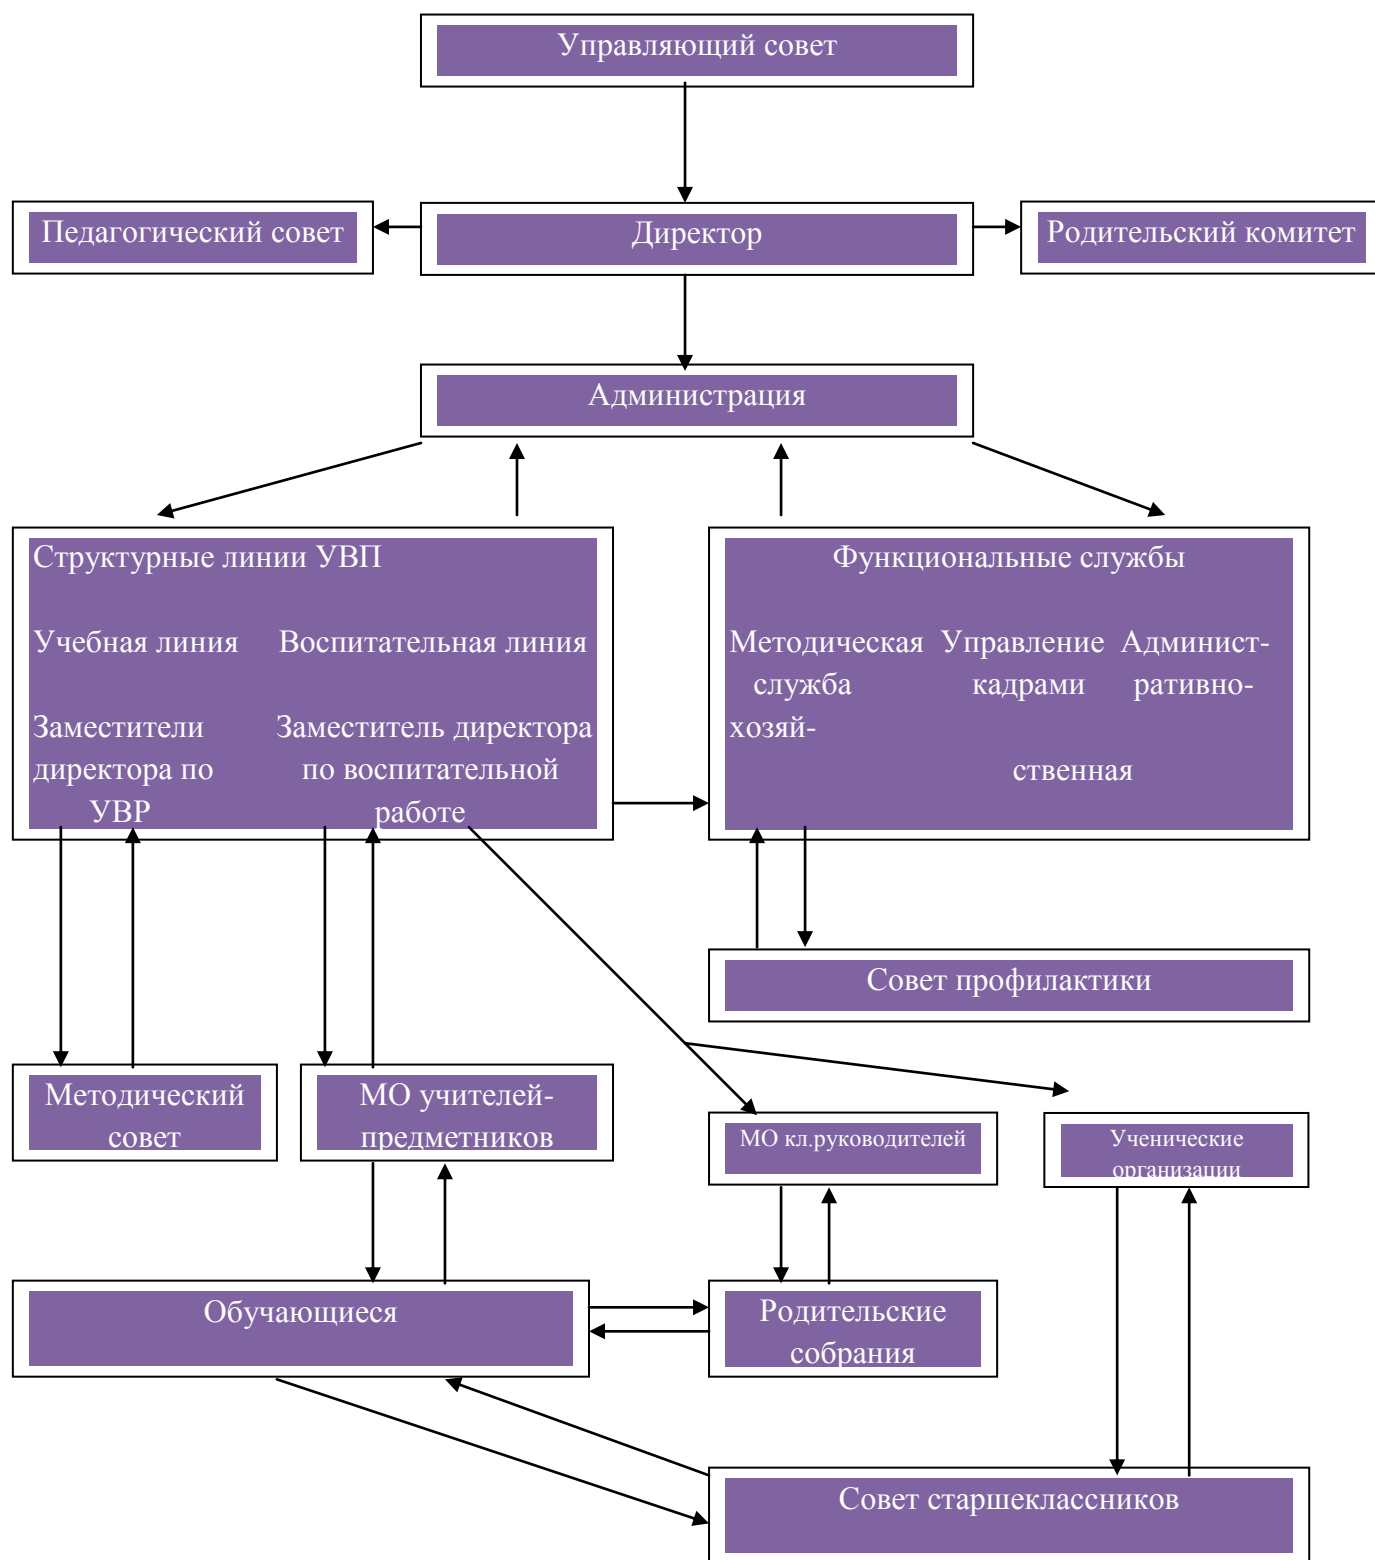 Управляющий совет
Педагогический совет
Директор
Родительский комитет
Администрация
Структурные линии УВП
Учебная линия Воспитательная линия
Заместители Заместитель директора
директора по по воспитательной
УВР работе
Функциональные службы
Методическая Управление Админист-
служба кадрами ративно-
хозяй-
ственная
Совет профилактики
Методический
совет
МО учителей-
предметников
МО кл.руководителей
Ученические
организации
Обучающиеся
Родительские
собрания
Совет старшеклассников